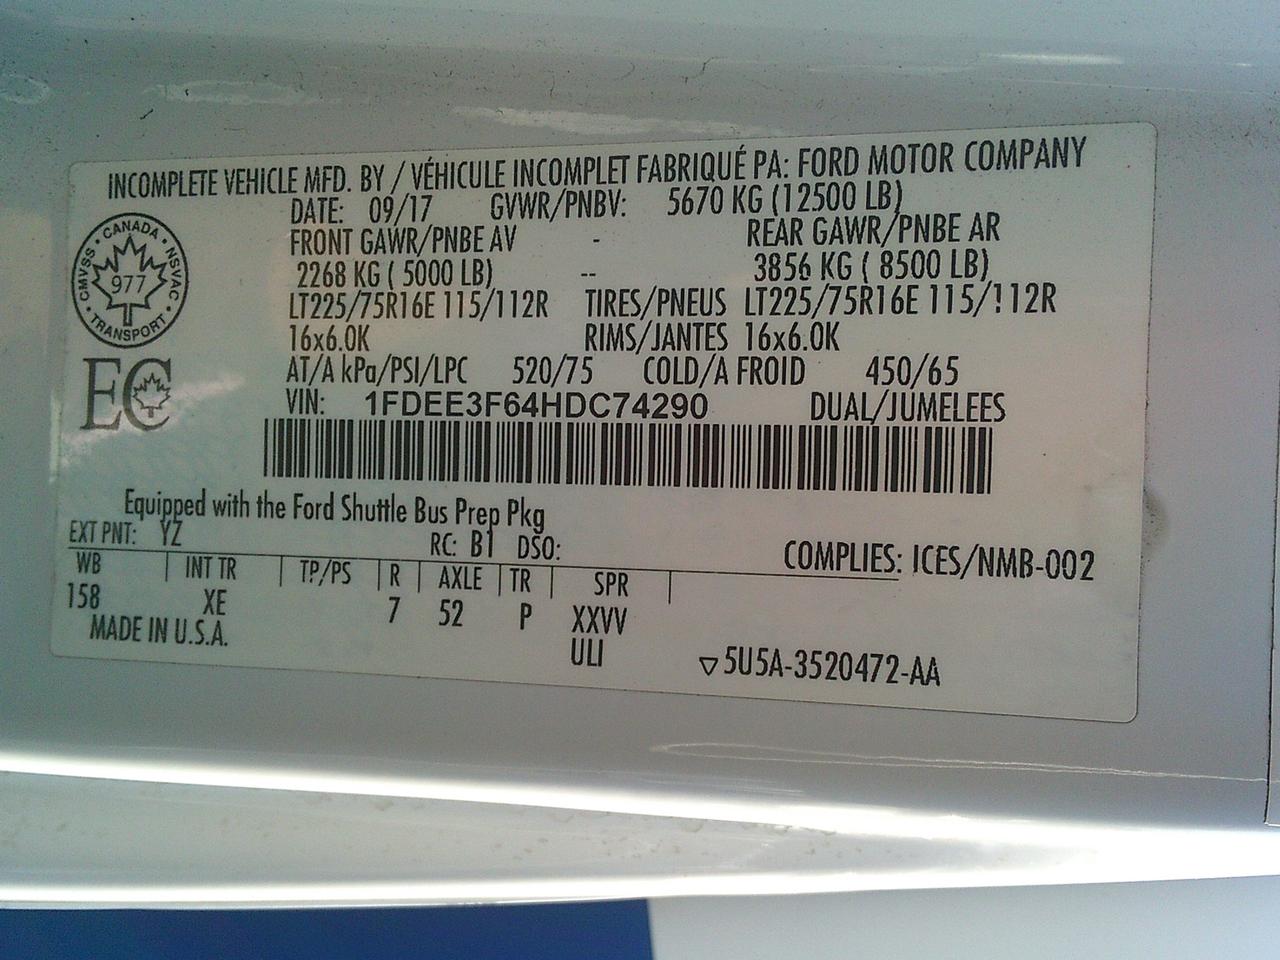 INCOMPLETE VEHICLE MFD. BY / VÉHICULE INCOMPLET FABRIQUÉ PA: FORD MOTOR COMPANY
DATE: 09/17 GVWR/PNBV: 5670 KG (12500 LB)
FRONT GAWR/PNBE AV - REAR GAWR/PNBE AR
2268 KG ( 5000 LB) -- 3856 KG ( 8500 LB)
LT225/75R16E 115/112R TIRES/PNEUS LT225/75R16E 115/!12R
16x6.0K RIMS/JANTES 16x6.0K
AT/A kPa/PSI/LPC 520/75 COLD/A FROID 450/65
VIN: 1FDEE3F64HDC74290 DUAL/JUMELEES
CANADA · NSVAC · TRANSPORT · CMVSS ·
977
EC
Equipped with the Ford Shuttle Bus Prep Pkg
EXT PNT: YZ RC: B1 DSO: COMPLIES: ICES/NMB-002
WB | INT TR | TP/PS | R | AXLE | TR | SPR |
158 XE 7 52 P XXVV
MADE IN U.S.A. ULI ▽5U5A-3520472-AA